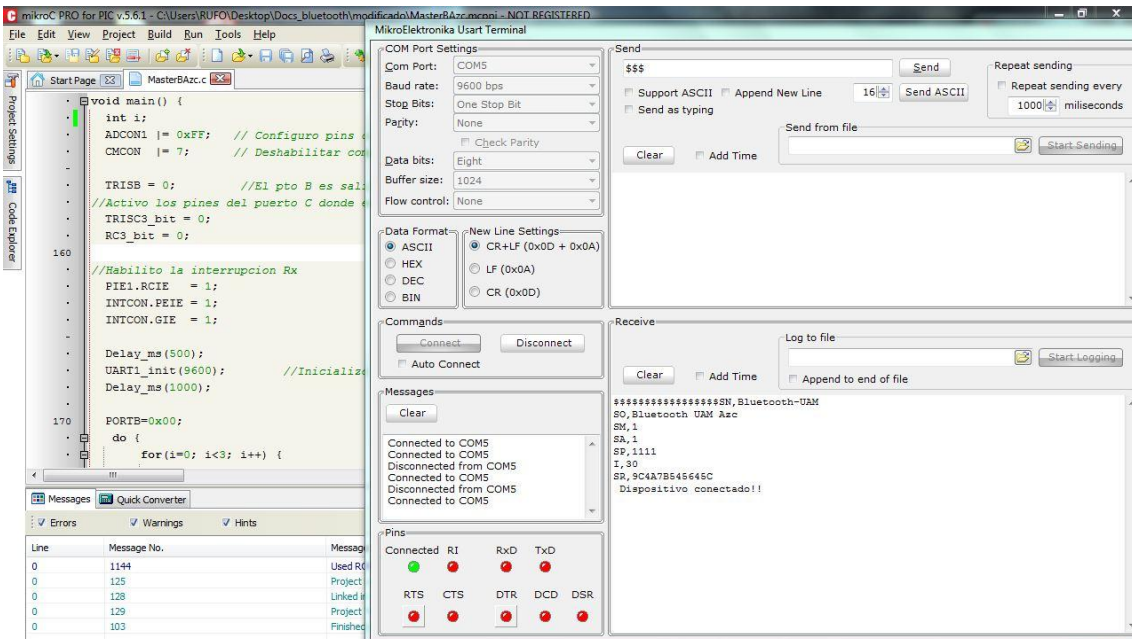 mikroC PRO for PIC v.5.6.1 - C:\Users\RUFO\Desktop\Docs_bluetooth\modificado\MasterBAzc.mcppi - NOT REGISTERED
File Edit View Project Build Run Tools Help
Start Page MasterBAzc.c
Project Settings
Code Explorer
void main() {
int i;
ADCON1 |= 0xFF; // Configuro pins
CMCON |= 7; // Deshabilitar
TRISB = 0; //El pto B es
//Activo los pines del puerto C donde
TRISC3_bit = 0;
RC3_bit = 0;
160
//Habilito la interrupcion Rx
PIE1.RCIE = 1;
INTCON.PEIE = 1;
INTCON.GIE = 1;
Delay_ms(500);
UART1_init(9600); //Inicializo
Delay_ms(1000);
170 PORTB=0x00;
do {
for(i=0; i<3; i++) {
Messages Quick Converter
Errors Warnings Hints
Line Message No. Messag
0 1144 Used
0 125 Project
0 128 Linked
0 129 Project
0 103 Finished
MikroElektronika Usart Terminal
COM Port Settings
Com Port: COM5
Baud rate: 9600 bps
Stop Bits: One Stop Bit
Parity: None
Check Parity
Data bits: Eight
Buffer size: 1024
Flow control: None
Data Format
ASCII
HEX
DEC
BIN
New Line Settings
CR+LF (0x0D + 0x0A)
LF (0x0A)
CR (0x0D)
Commands
Connect Disconnect
Auto Connect
Messages
Clear
Connected to COM5
Disconnected from COM5
Connected to COM5
Disconnected from COM5
Connected to COM5
Pins
Connected RI RxD TxD
RTS CTS DTR DCD DSR
Send
$$$ Send
Support ASCII Append New Line 16 Send ASCII
Send as typing
Repeat sending
Repeat sending every
1000 miliseconds
Send from file
Start Sending
Clear Add Time
Receive
Log to file
Start Logging
Clear Add Time Append to end of file
$$$$$$$$$$$$$$$$$SN,Bluetooth-UAM
SO,Bluetooth UAM Azc
SM,1
SA,1
SP,1111
I,30
SR,9C4A7B545645C
Dispositivo conectado!!